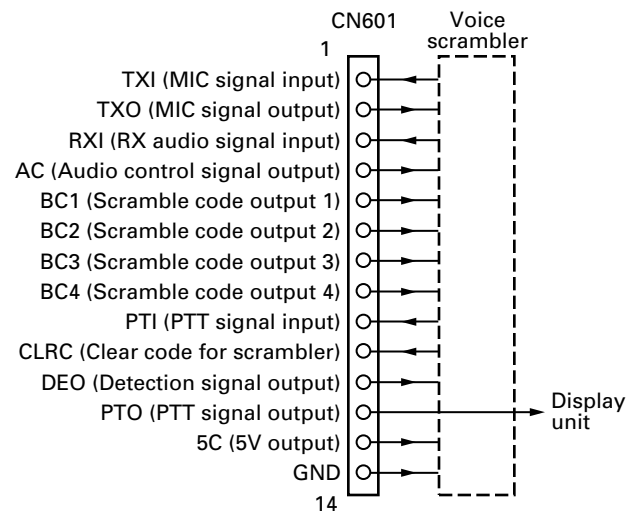 CN601
Voice
scrambler
1
TXI (MIC signal input)
TXO (MIC signal output)
RXI (RX audio signal input)
AC (Audio control signal output)
BC1 (Scramble code output 1)
BC2 (Scramble code output 2)
BC3 (Scramble code output 3)
BC4 (Scramble code output 4)
PTI (PTT signal input)
CLRC (Clear code for scrambler)
DEO (Detection signal output)
PTO (PTT signal output)
Display
unit
5C (5V output)
GND
14